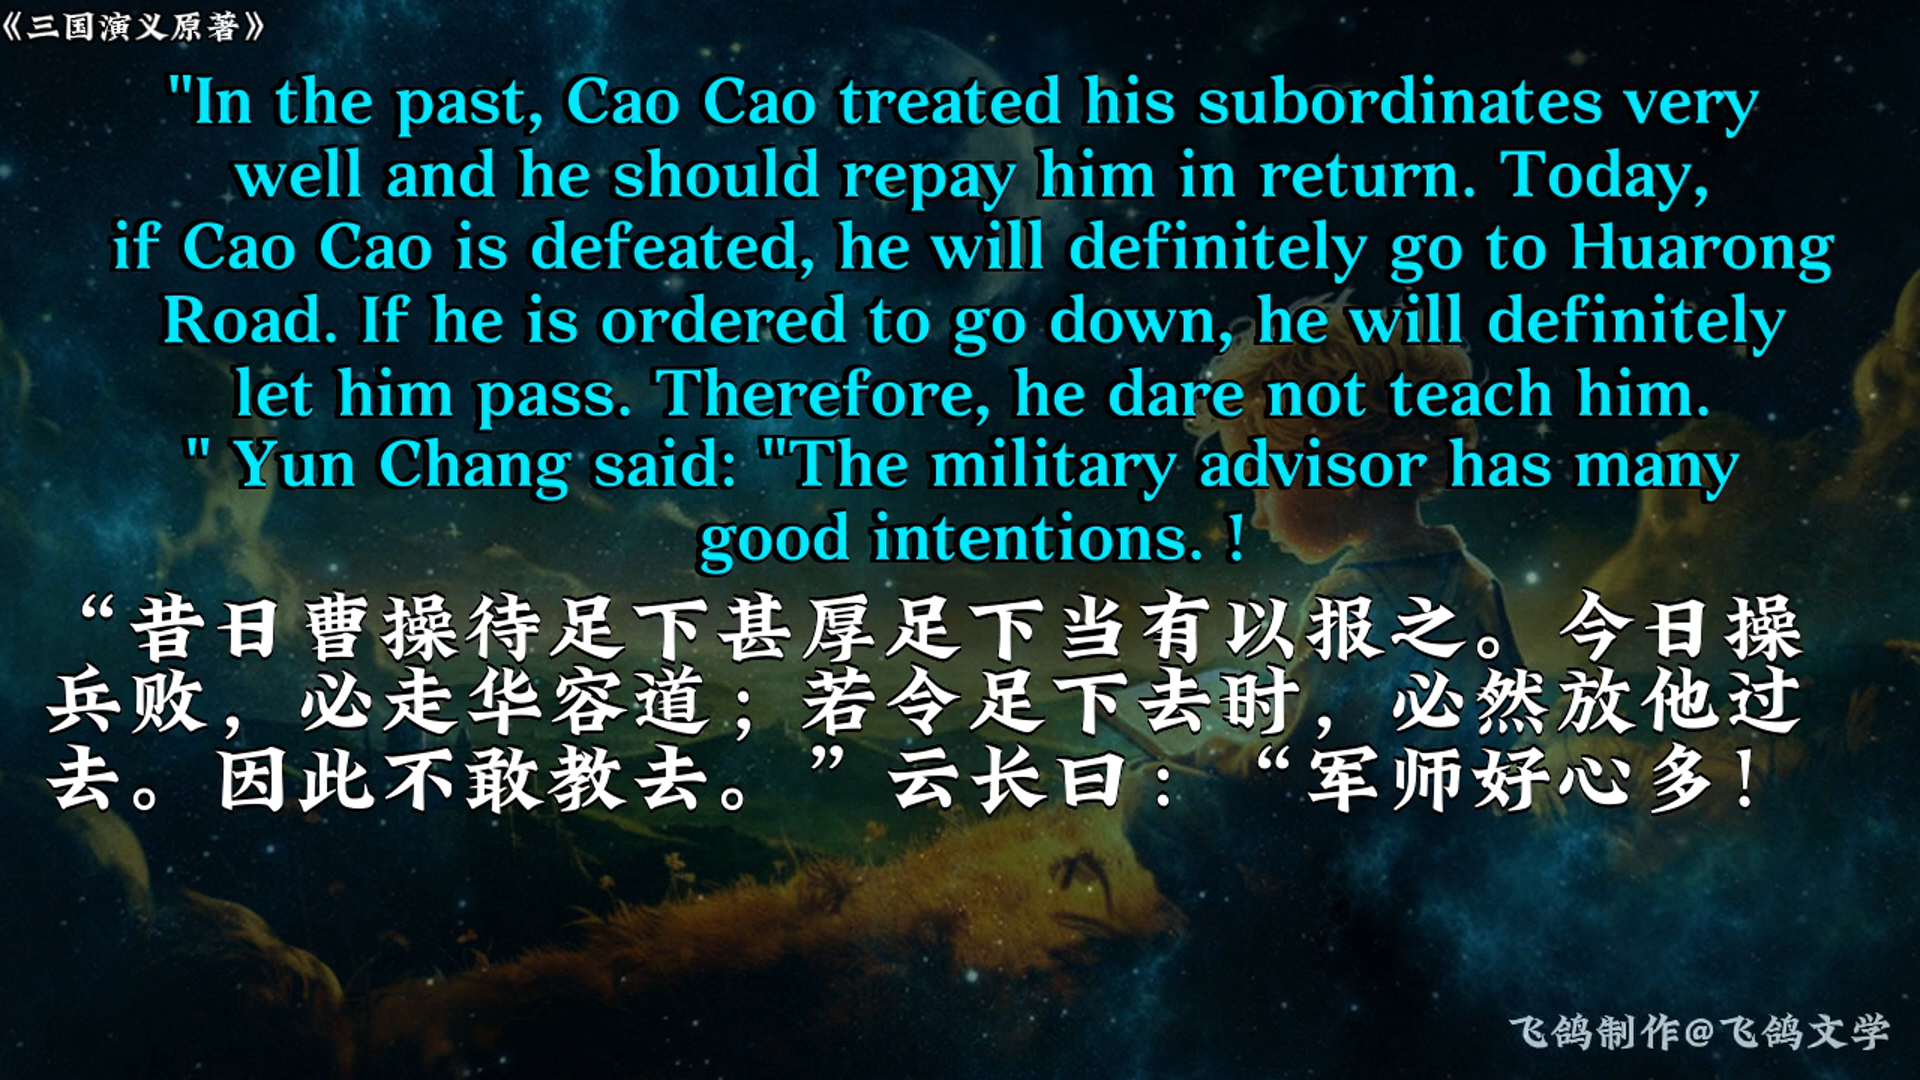 《三国演义原著》
"In the past, Cao Cao treated his subordinates very
well and he should repay him in return. Today,
if Cao Cao is defeated, he will definitely go to Huarong
Road. If he is ordered to go down, he will definitely
let him pass. Therefore, he dare not teach him.
" Yun Chang said: "The military advisor has many
good intentions. !
“昔日曹操待足下甚厚足下当有以报之。今日操
兵败，必走华容道；若令足下去时，必然放他过
去。因此不敢教去。”云长曰：“军师好心多！
飞鸽制作@飞鸽文学